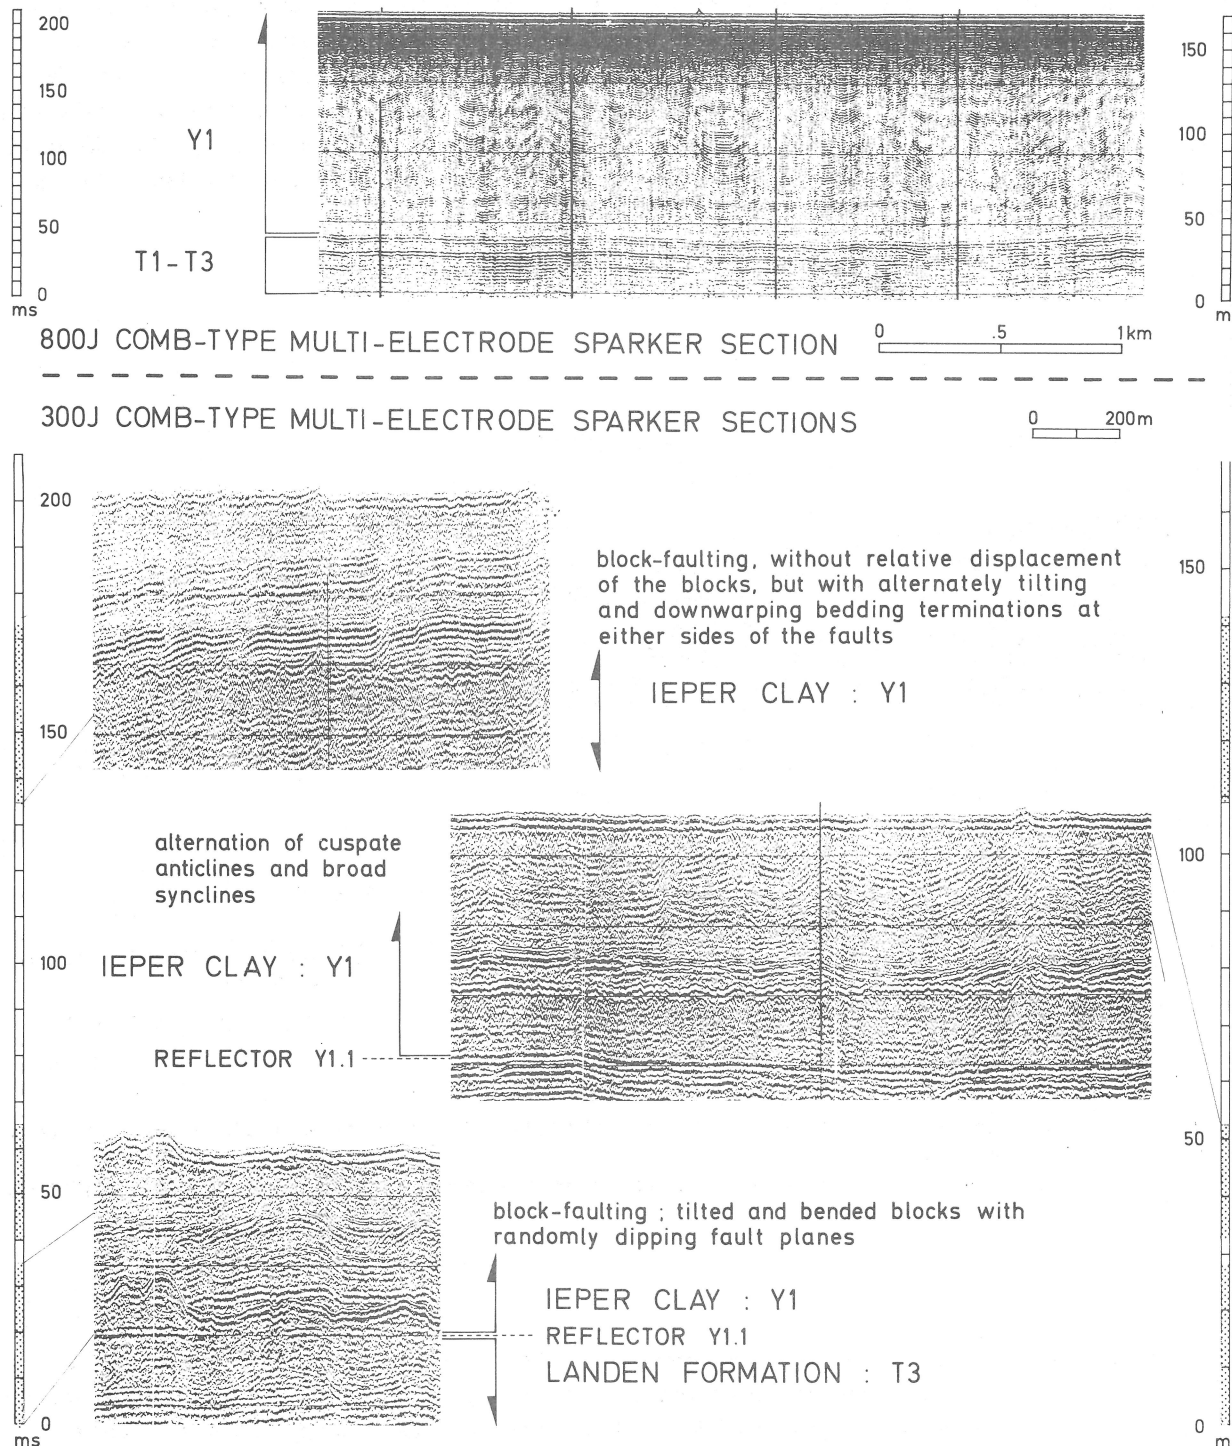 200
150
100
50
0
ms
Y1
T1-T3
150
100
50
0
m
800J COMB-TYPE MULTI-ELECTRODE SPARKER SECTION
0 .5 1km
300J COMB-TYPE MULTI-ELECTRODE SPARKER SECTIONS
0 200m
200
150
100
50
0
ms
block-faulting, without relative displacement
of the blocks, but with alternately tilting
and downwarping bedding terminations at
either sides of the faults
IEPER CLAY : Y1
150
100
50
0
m
alternation of cuspate
anticlines and broad
synclines
IEPER CLAY : Y1
REFLECTOR Y1.1
block-faulting ; tilted and bended blocks with
randomly dipping fault planes
IEPER CLAY : Y1
REFLECTOR Y1.1
LANDEN FORMATION : T3